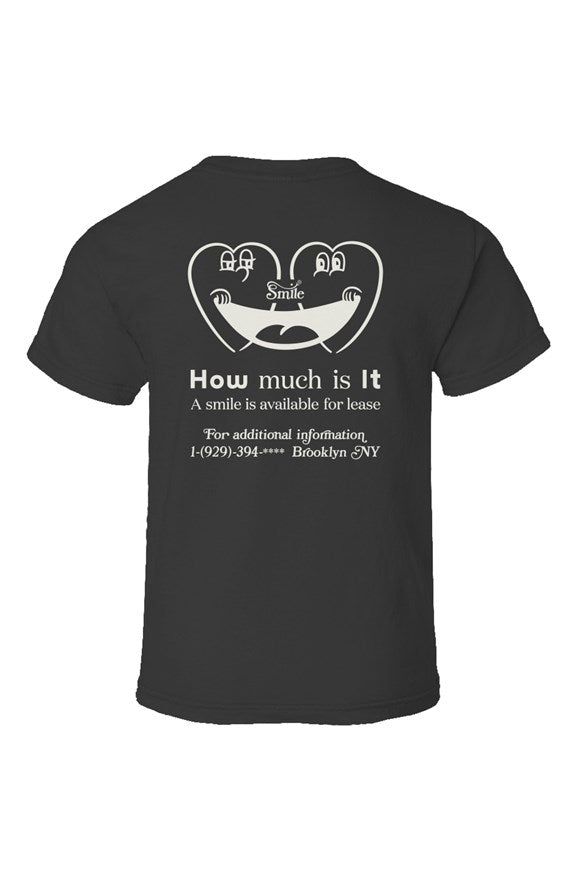 Smile
How much is It
A smile is available for lease
For additional information
1-(929)-394-**** Brooklyn NY